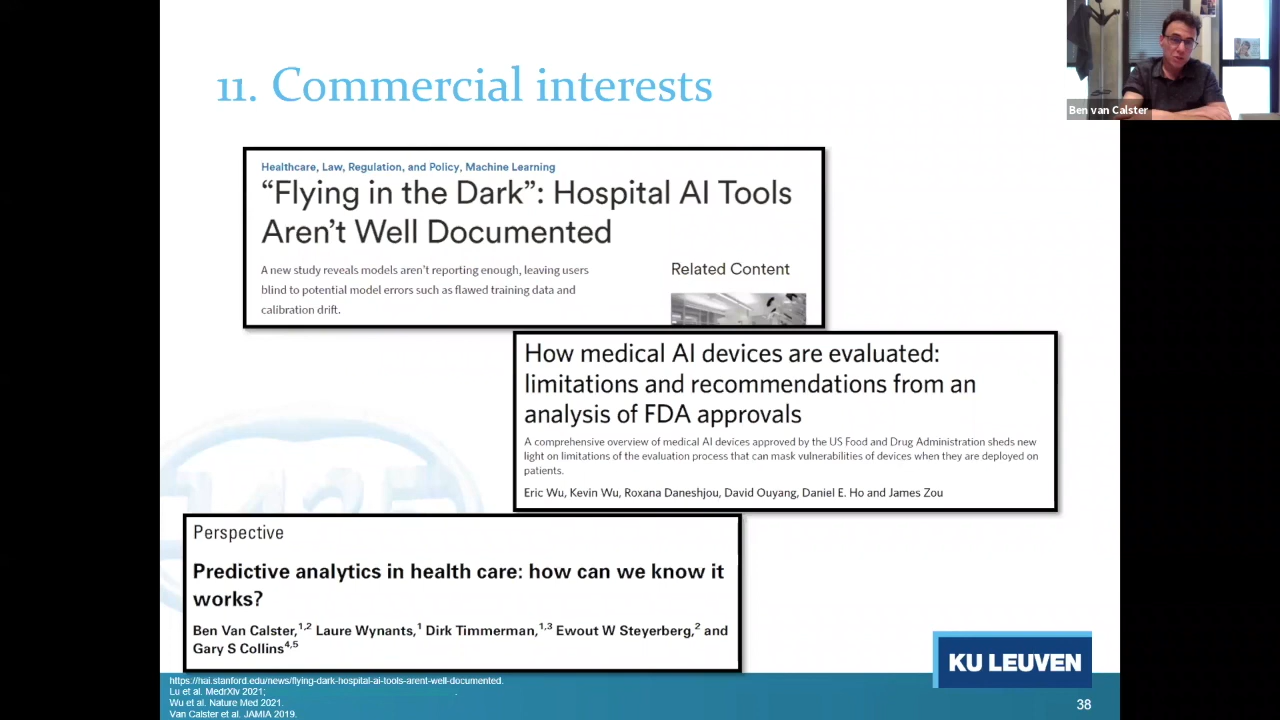 11. Commercial interests
Ben van Calster
Healthcare, Law, Regulation, and Policy, Machine Learning
“Flying in the Dark”: Hospital AI Tools
Aren’t Well Documented
A new study reveals models aren’t reporting enough, leaving users
blind to potential model errors such as flawed training data and
calibration drift.
Related Content
How medical AI devices are evaluated:
limitations and recommendations from an
analysis of FDA approvals
A comprehensive overview of medical AI devices approved by the US Food and Drug Administration sheds new
light on limitations of the evaluation process that can mask vulnerabilities of devices when they are deployed on
patients.
Eric Wu, Kevin Wu, Roxana Daneshjou, David Ouyang, Daniel E. Ho and James Zou
1425
Perspective
Predictive analytics in health care: how can we know it
works?
Ben Van Calster,1,2 Laure Wynants,1 Dirk Timmerman,1,3 Ewout W Steyerberg,2 and
Gary S Collins4,5
KU LEUVEN
https://hai.stanford.edu/news/flying-dark-hospital-ai-tools-arent-well-documented.
Lu et al. MedrXiv 2021;
Wu et al. Nature Med 2021.
Van Calster et al. JAMIA 2019.
38